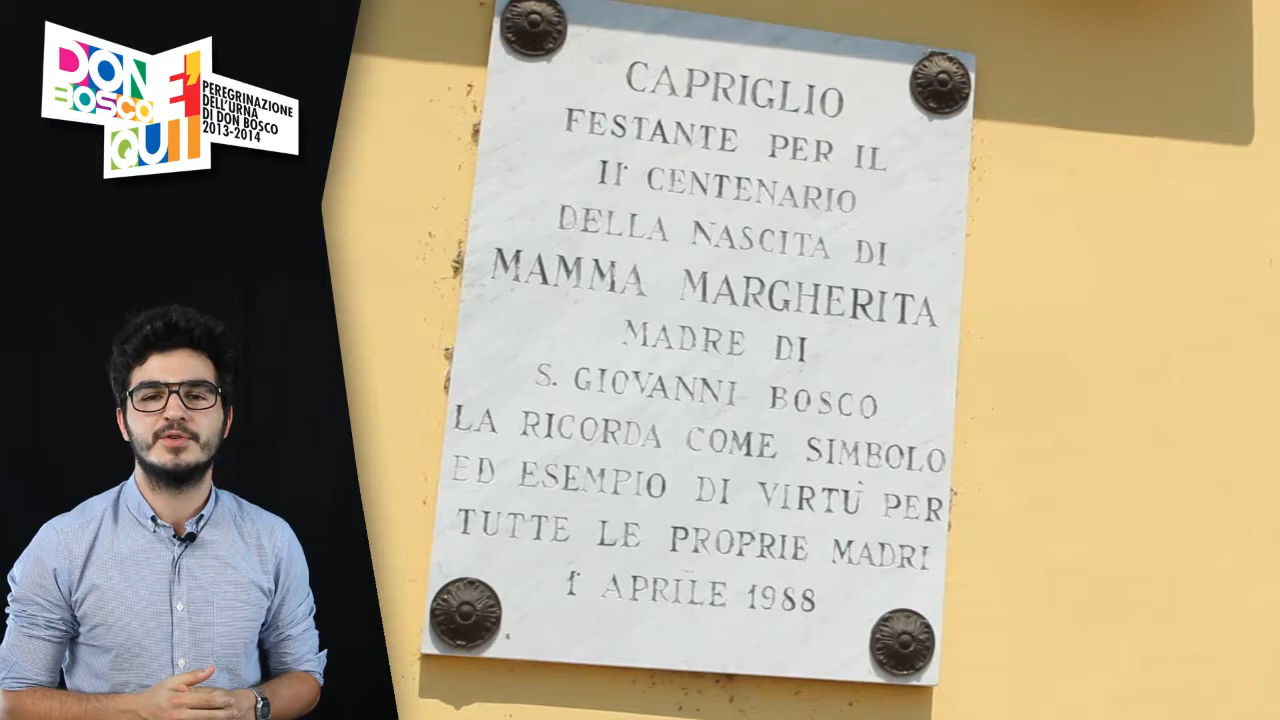 DON
BOSCO
E'
QUI
PEREGRINAZIONE
DELL'URNA
DI DON BOSCO
2013-2014
CAPRIGLIO
FESTANTE PER IL
II° CENTENARIO
DELLA NASCITA DI
MAMMA MARGHERITA
MADRE DI
S. GIOVANNI BOSCO
LA RICORDA COME SIMBOLO
ED ESEMPIO DI VIRTÙ PER
TUTTE LE PROPRIE MADRI
1° APRILE 1988